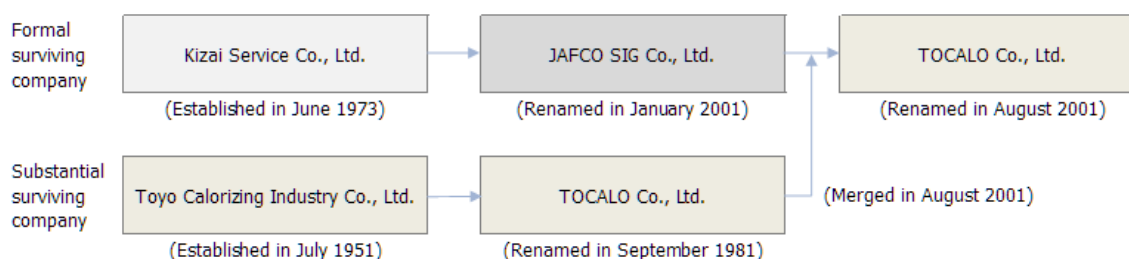 Formal
surviving
company
Kizai Service Co., Ltd.
JAFCO SIG Co., Ltd.
TOCALO Co., Ltd.
(Established in June 1973)
(Renamed in January 2001)
(Renamed in August 2001)
Substantial
surviving
company
Toyo Calorizing Industry Co., Ltd.
TOCALO Co., Ltd.
(Merged in August 2001)
(Established in July 1951)
(Renamed in September 1981)